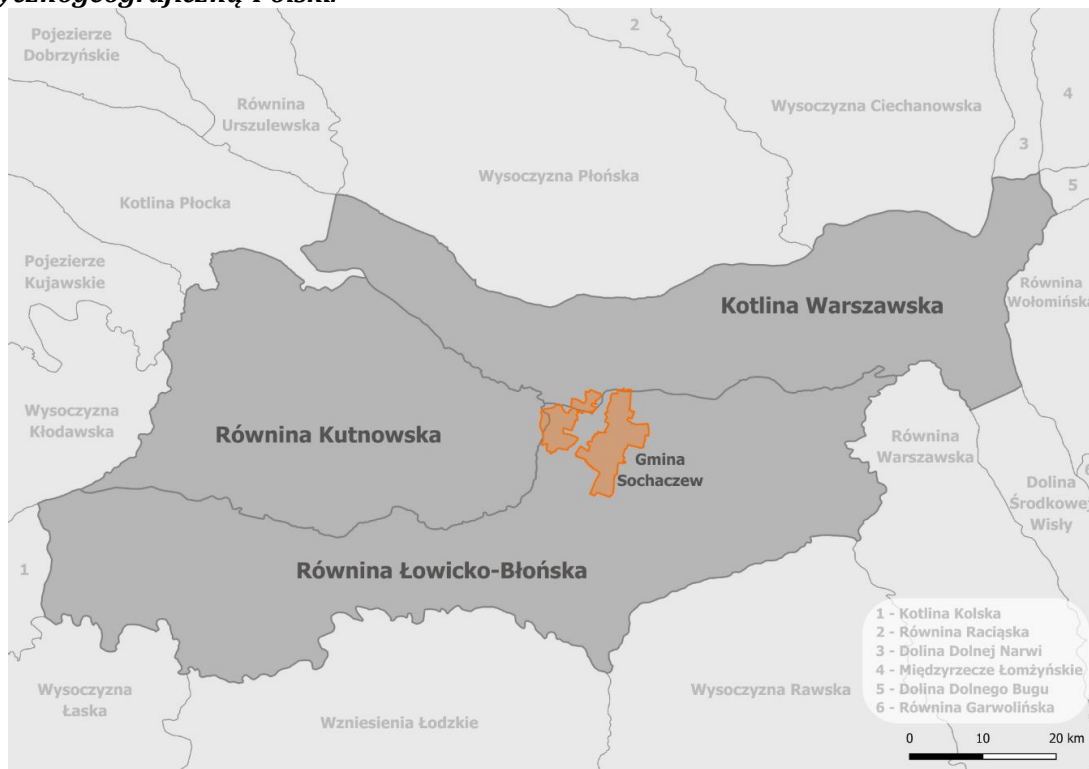 ycznogeograficzną Polski.
Pojezierze
Dobrzyńskie
2
Równina
Urszulewska
Wysoczyzna Ciechanowska
4
3
Wysoczyzna Płońska
5
Kotlina Płocka
Pojezierze
Kujawskie
Równina
Wołomińska
Kotlina Warszawska
Wysoczyzna
Kłodawska
Równina Kutnowska
Równina
Warszawska
Gmina
Sochaczew
6
Dolina
Środkowej
Wisły
1
Równina Łowicko-Błońska
1 - Kotlina Kolska
2 - Równina Raciąska
3 - Dolina Dolnej Narwi
4 - Międzyrzecze Łomżyńskie
5 - Dolina Dolnego Bugu
6 - Równina Garwolińska
Wysoczyzna
Łaska
Wzniesienia Łodzkie
Wysoczyzna Rawska
0 10 20 km